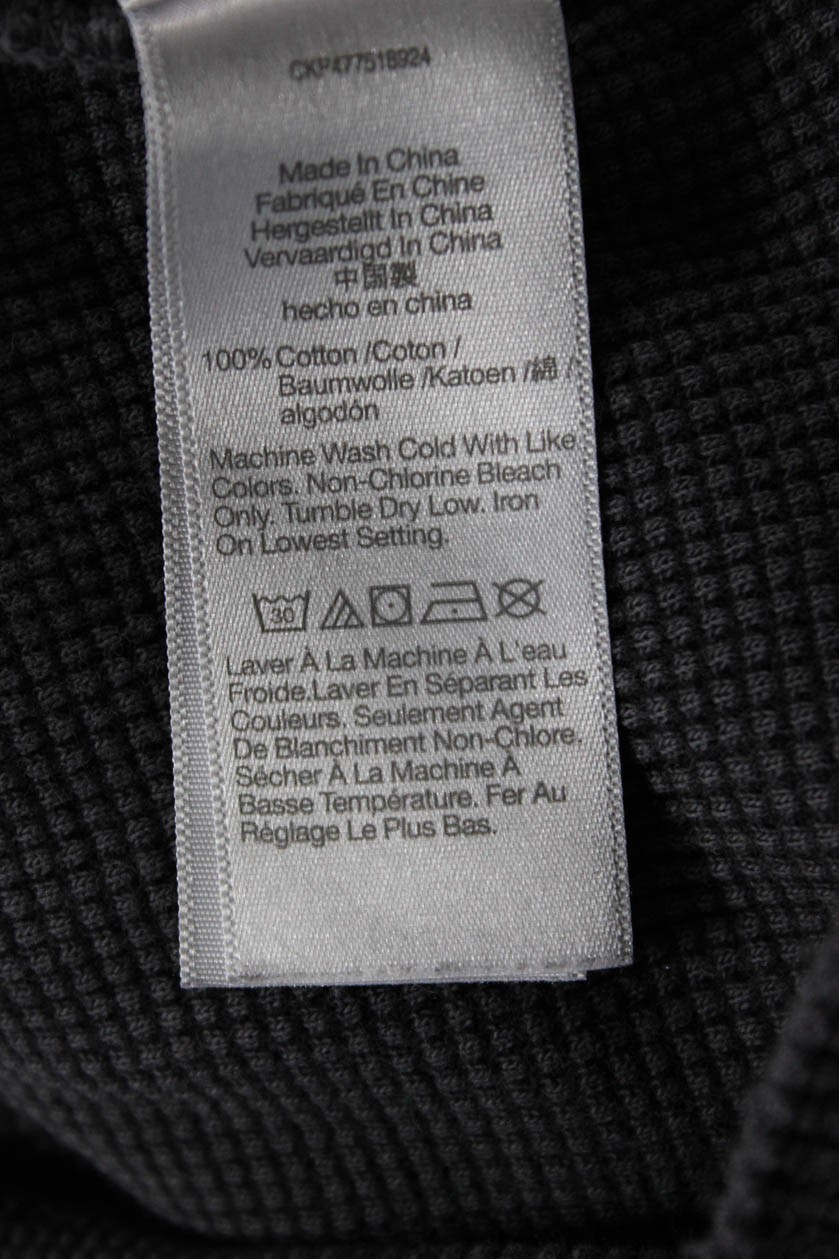 CKP477518924
Made In China
Fabriqué En Chine
Hergestellt In China
Vervaardigd In China
中国製
hecho en china
100% Cotton /Coton /
Baumwolle /Katoen /綿 /
algodón
Machine Wash Cold With Like
Colors. Non-Chlorine Bleach
Only. Tumble Dry Low. Iron
On Lowest Setting.
30
Laver À La Machine À L'eau
Froide.Laver En Séparant Les
Couleurs. Seulement Agent
De Blanchiment Non-Chlore.
Sécher À La Machine À
Basse Température. Fer Au
Réglage Le Plus Bas.